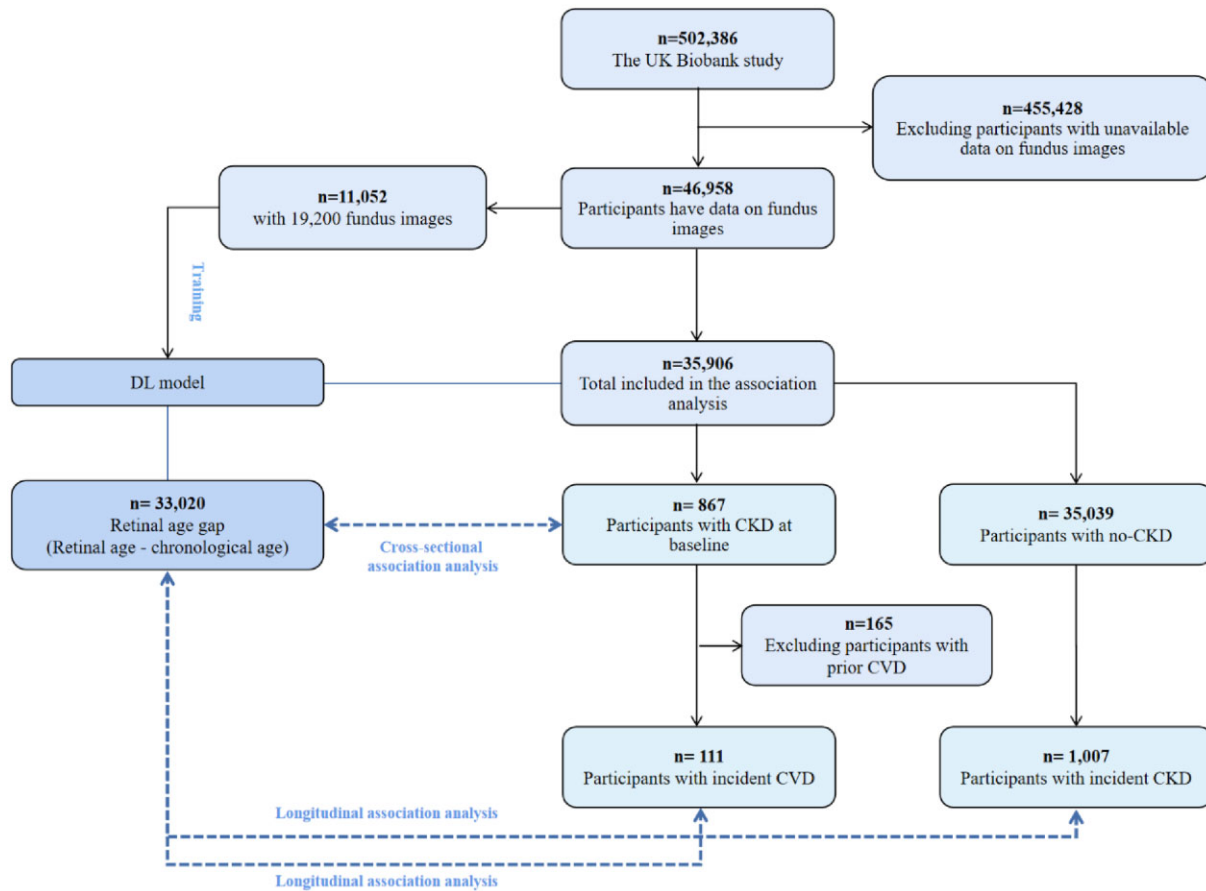 n=502,386
The UK Biobank study
n=455,428
Excluding participants with unavailable
data on fundus images
n=11,052
with 19,200 fundus images
n=46,958
Participants have data on fundus
images
Training
DL model
n=35,906
Total included in the association
analysis
n= 33,020
Retinal age gap
(Retinal age - chronological age)
Cross-sectional
association analysis
n= 867
Participants with CKD at
baseline
n= 35,039
Participants with no-CKD
n=165
Excluding participants with
prior CVD
n= 111
Participants with incident CVD
n= 1,007
Participants with incident CKD
Longitudinal association analysis
Longitudinal association analysis